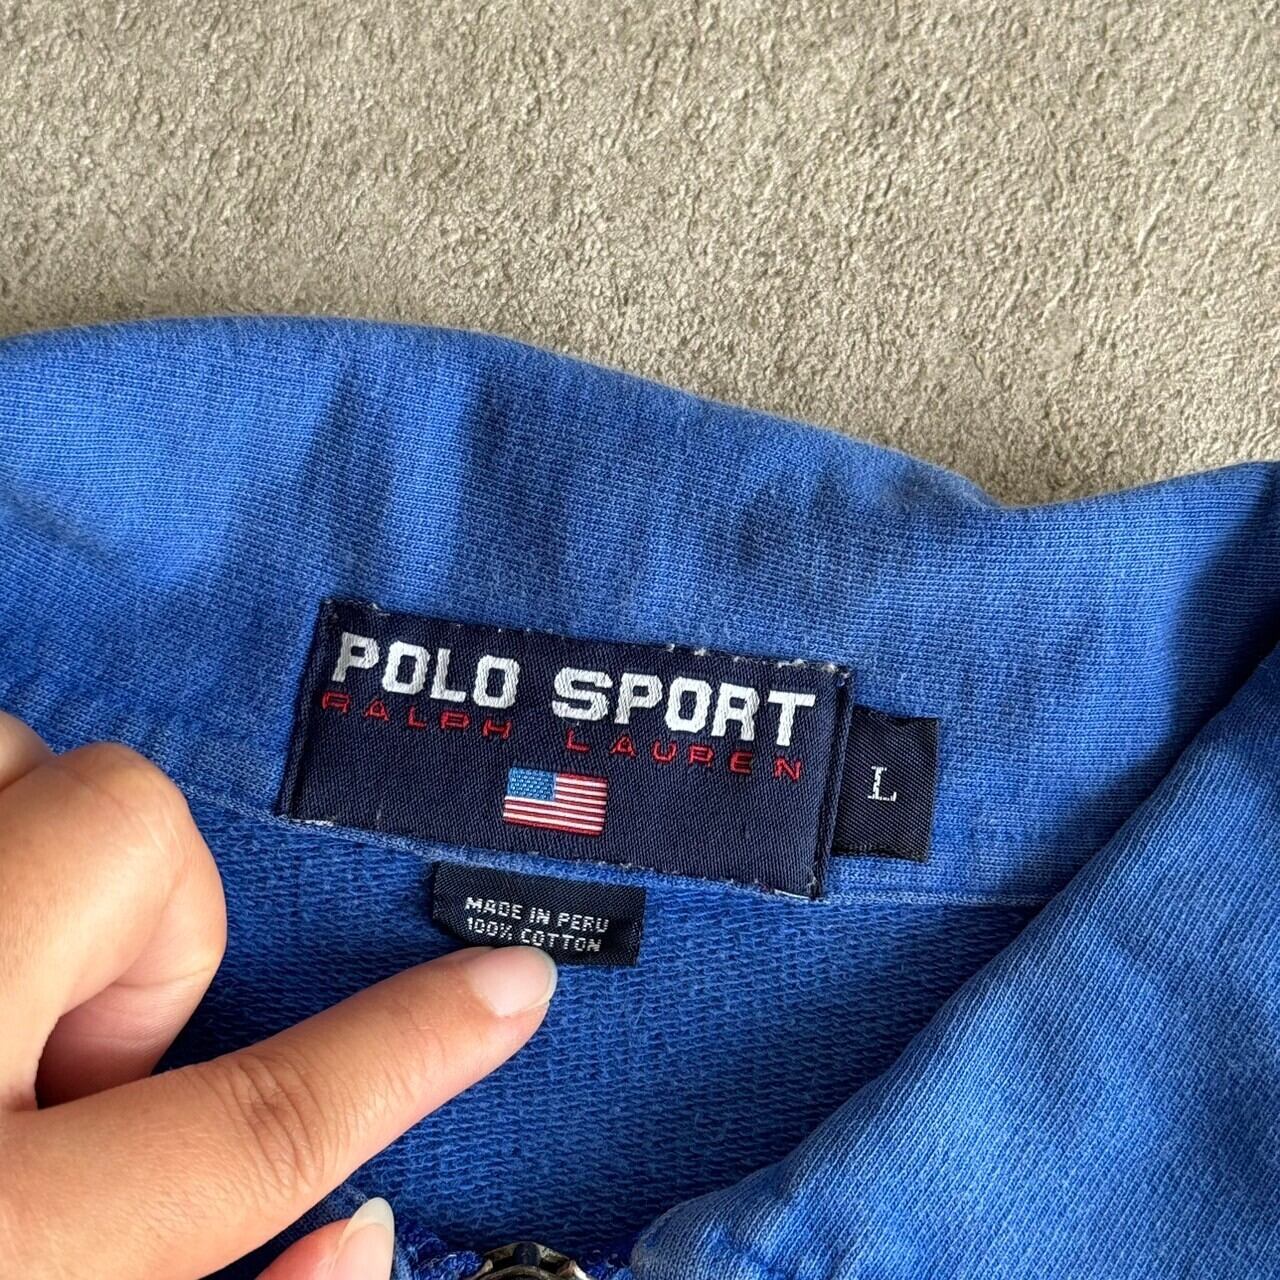 POLO SPORT
RALPH LAUREN
L
MADE IN PERU
100% COTTON